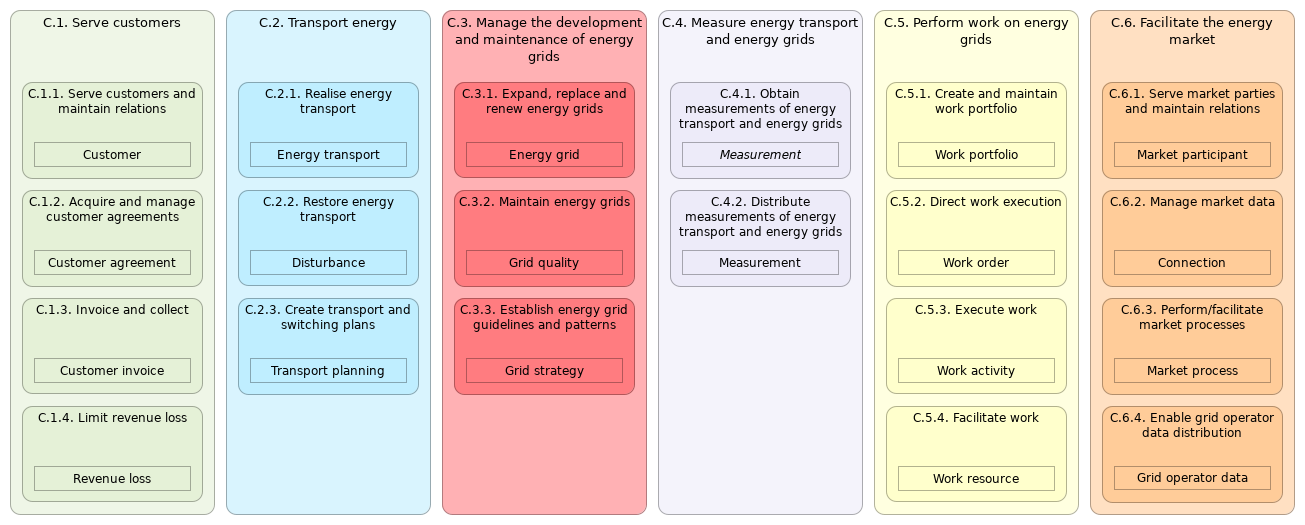 C.1. Serve customers
C.1.1. Serve customers and
maintain relations
Customer
C.1.2. Acquire and manage
customer agreements
Customer agreement
C.1.3. Invoice and collect
Customer invoice
C.1.4. Limit revenue loss
Revenue loss
C.2. Transport energy
C.2.1. Realise energy
transport
Energy transport
C.2.2. Restore energy
transport
Disturbance
C.2.3. Create transport and
switching plans
Transport planning
C.3. Manage the development
and maintenance of energy
grids
C.3.1. Expand, replace and
renew energy grids
Energy grid
C.3.2. Maintain energy grids
Grid quality
C.3.3. Establish energy grid
guidelines and patterns
Grid strategy
C.4. Measure energy transport
and energy grids
C.4.1. Obtain
measurements of energy
transport and energy grids
Measurement
C.4.2. Distribute
measurements of energy
transport and energy grids
Measurement
C.5. Perform work on energy
grids
C.5.1. Create and maintain
work portfolio
Work portfolio
C.5.2. Direct work execution
Work order
C.5.3. Execute work
Work activity
C.5.4. Facilitate work
Work resource
C.6. Facilitate the energy
market
C.6.1. Serve market parties
and maintain relations
Market participant
C.6.2. Manage market data
Connection
C.6.3. Perform/facilitate
market processes
Market process
C.6.4. Enable grid operator
data distribution
Grid operator data